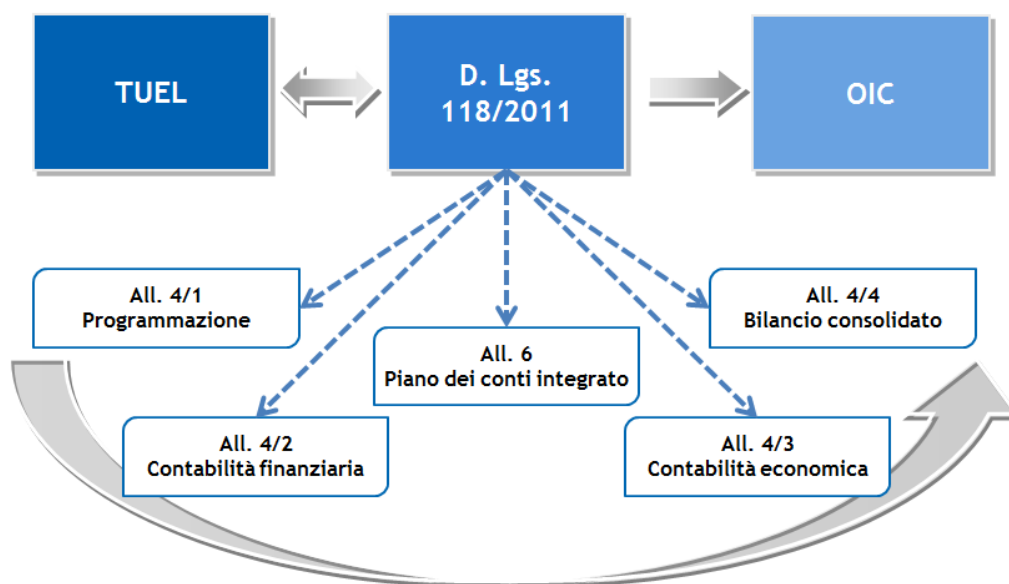 TUEL
D. Lgs.
118/2011
OIC
All. 4/1
Programmazione
All. 4/4
Bilancio consolidato
All. 6
Piano dei conti integrato
All. 4/2
Contabilità finanziaria
All. 4/3
Contabilità economica